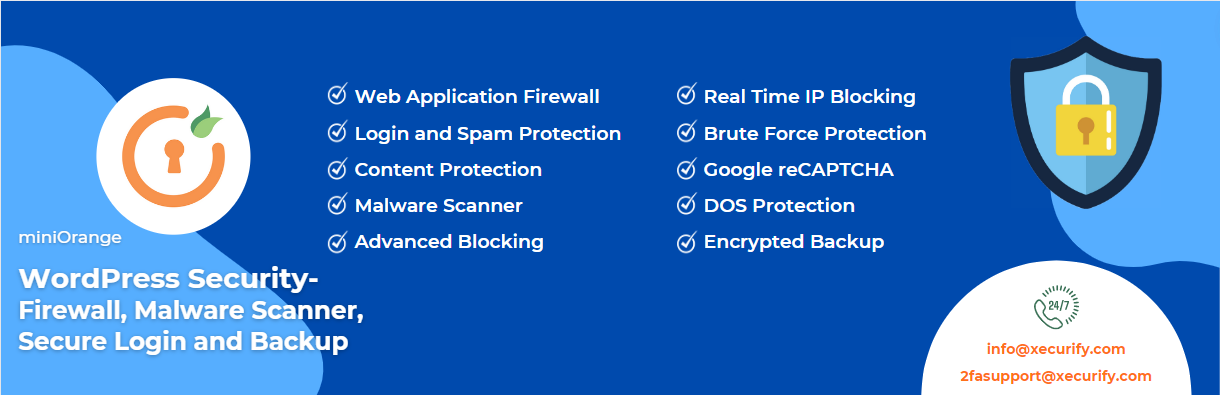 miniOrange
WordPress Security-
Firewall, Malware Scanner,
Secure Login and Backup
Web Application Firewall
Login and Spam Protection
Content Protection
Malware Scanner
Advanced Blocking
Real Time IP Blocking
Brute Force Protection
Google reCAPTCHA
DOS Protection
Encrypted Backup
24/7
info@xecurify.com
2fasupport@xecurify.com